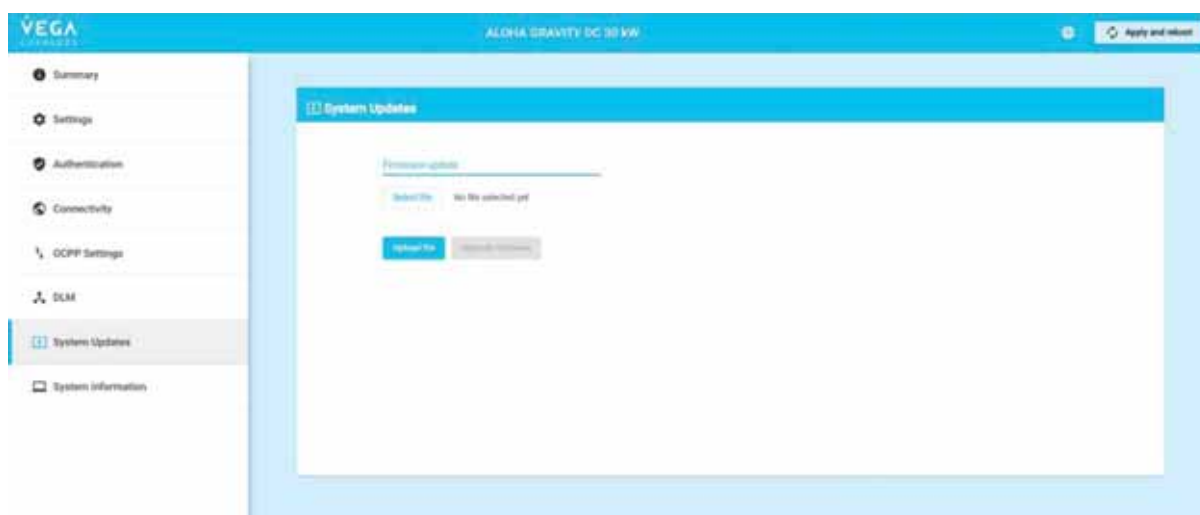 VEGA
CHARGERS
ALOHA GRAVITY DC 30 kW
Apply and reboot
Summary
Settings
Authentication
Connectivity
OCPP Settings
DLM
System Updates
System information
System Updates
Firmware update
Select file
No file selected yet
Upload file